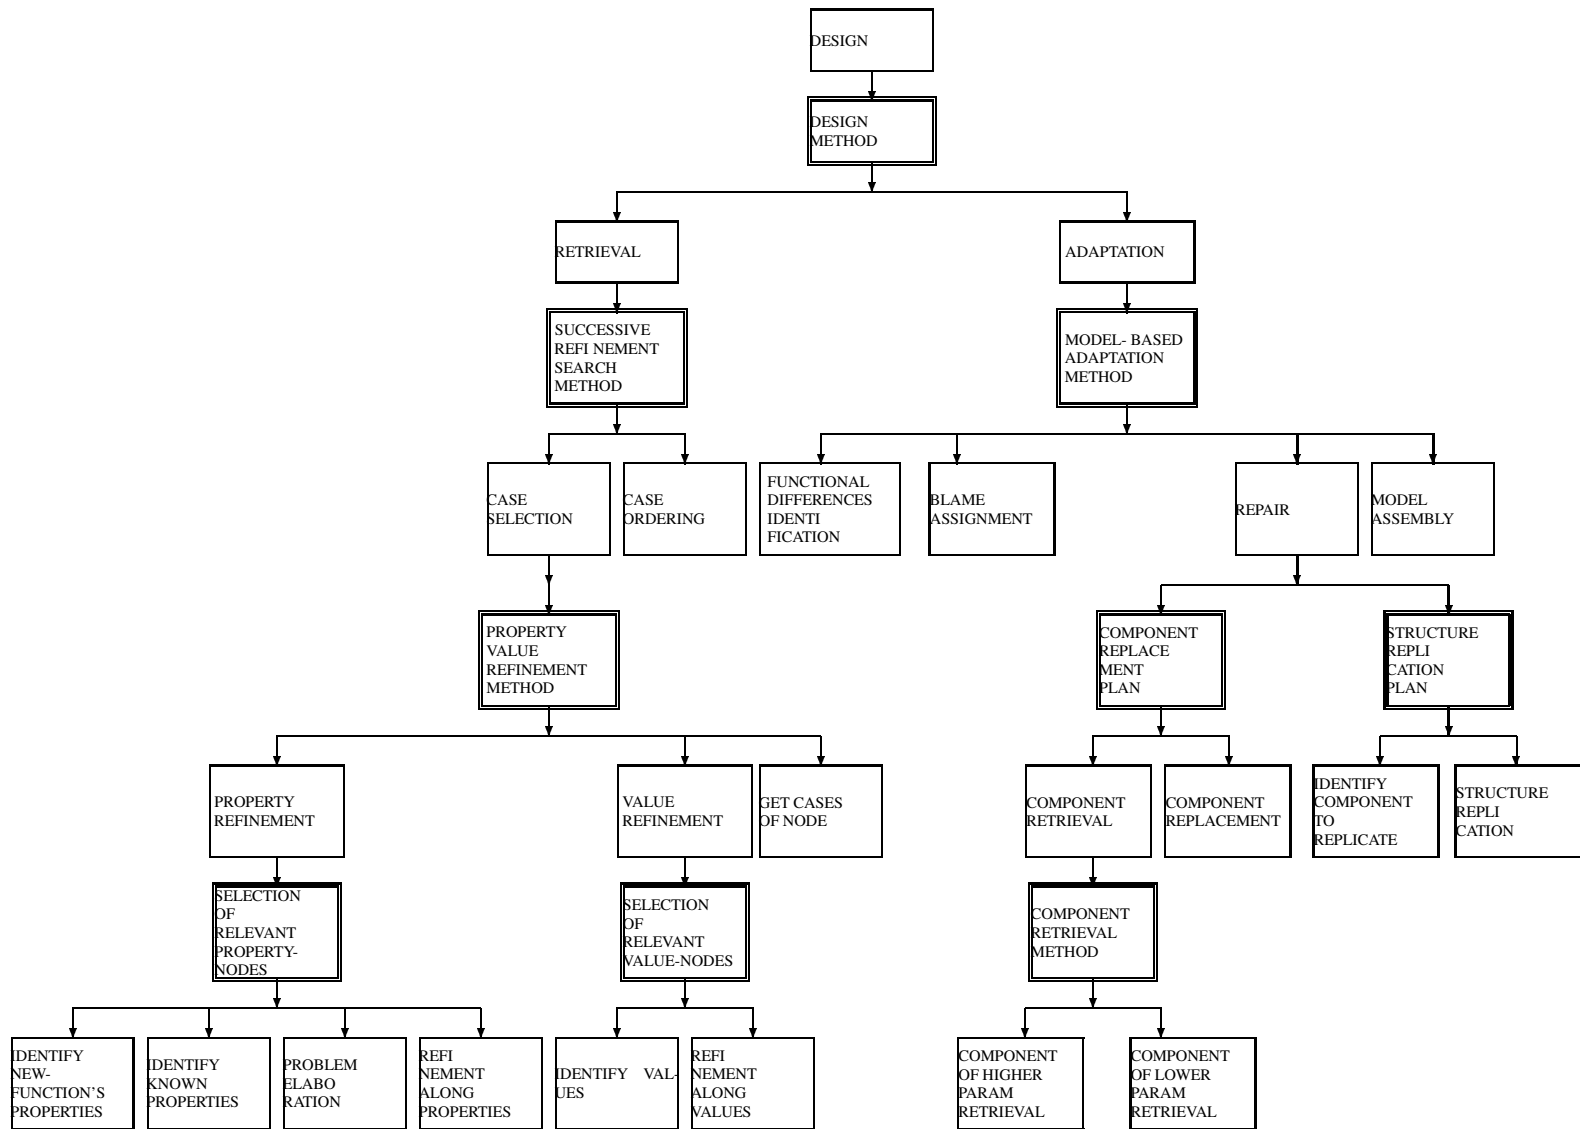 DESIGN
DESIGN
METHOD
RETRIEVAL
ADAPTATION
SUCCESSIVE
REFI NEMENT
SEARCH
METHOD
MODEL- BASED
ADAPTATION
METHOD
CASE
SELECTION
CASE
ORDERING
FUNCTIONAL
DIFFERENCES
IDENTI
FICATION
BLAME
ASSIGNMENT
REPAIR
MODEL
ASSEMBLY
PROPERTY
VALUE
REFINEMENT
METHOD
COMPONENT
REPLACE
MENT
PLAN
STRUCTURE
REPLI
CATION
PLAN
PROPERTY
REFINEMENT
VALUE
REFINEMENT
GET CASES
OF NODE
COMPONENT
RETRIEVAL
COMPONENT
REPLACEMENT
IDENTIFY
COMPONENT
TO
REPLICATE
STRUCTURE
REPLI
CATION
SELECTION
OF
RELEVANT
PROPERTY-
NODES
SELECTION
OF
RELEVANT
VALUE-NODES
COMPONENT
RETRIEVAL
METHOD
IDENTIFY
NEW-
FUNCTION'S
PROPERTIES
IDENTIFY
KNOWN
PROPERTIES
PROBLEM
ELABO
RATION
REFI
NEMENT
ALONG
PROPERTIES
IDENTIFY VAL-
UES
REFI
NEMENT
ALONG
VALUES
COMPONENT
OF HIGHER
PARAM
RETRIEVAL
COMPONENT
OF LOWER
PARAM
RETRIEVAL